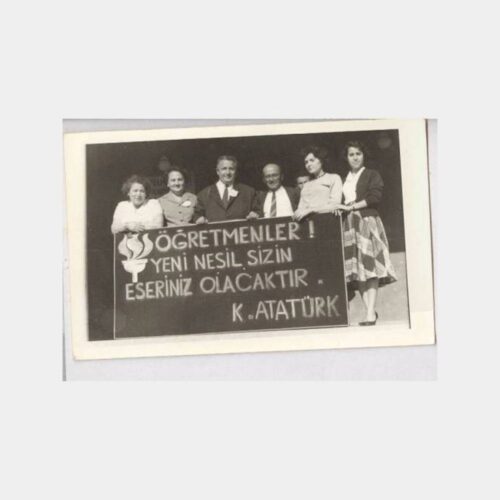 ÖĞRETMENLER !
YENİ NESİL SİZİN
ESERİNİZ OLACAKTIR .
K . ATATÜRK